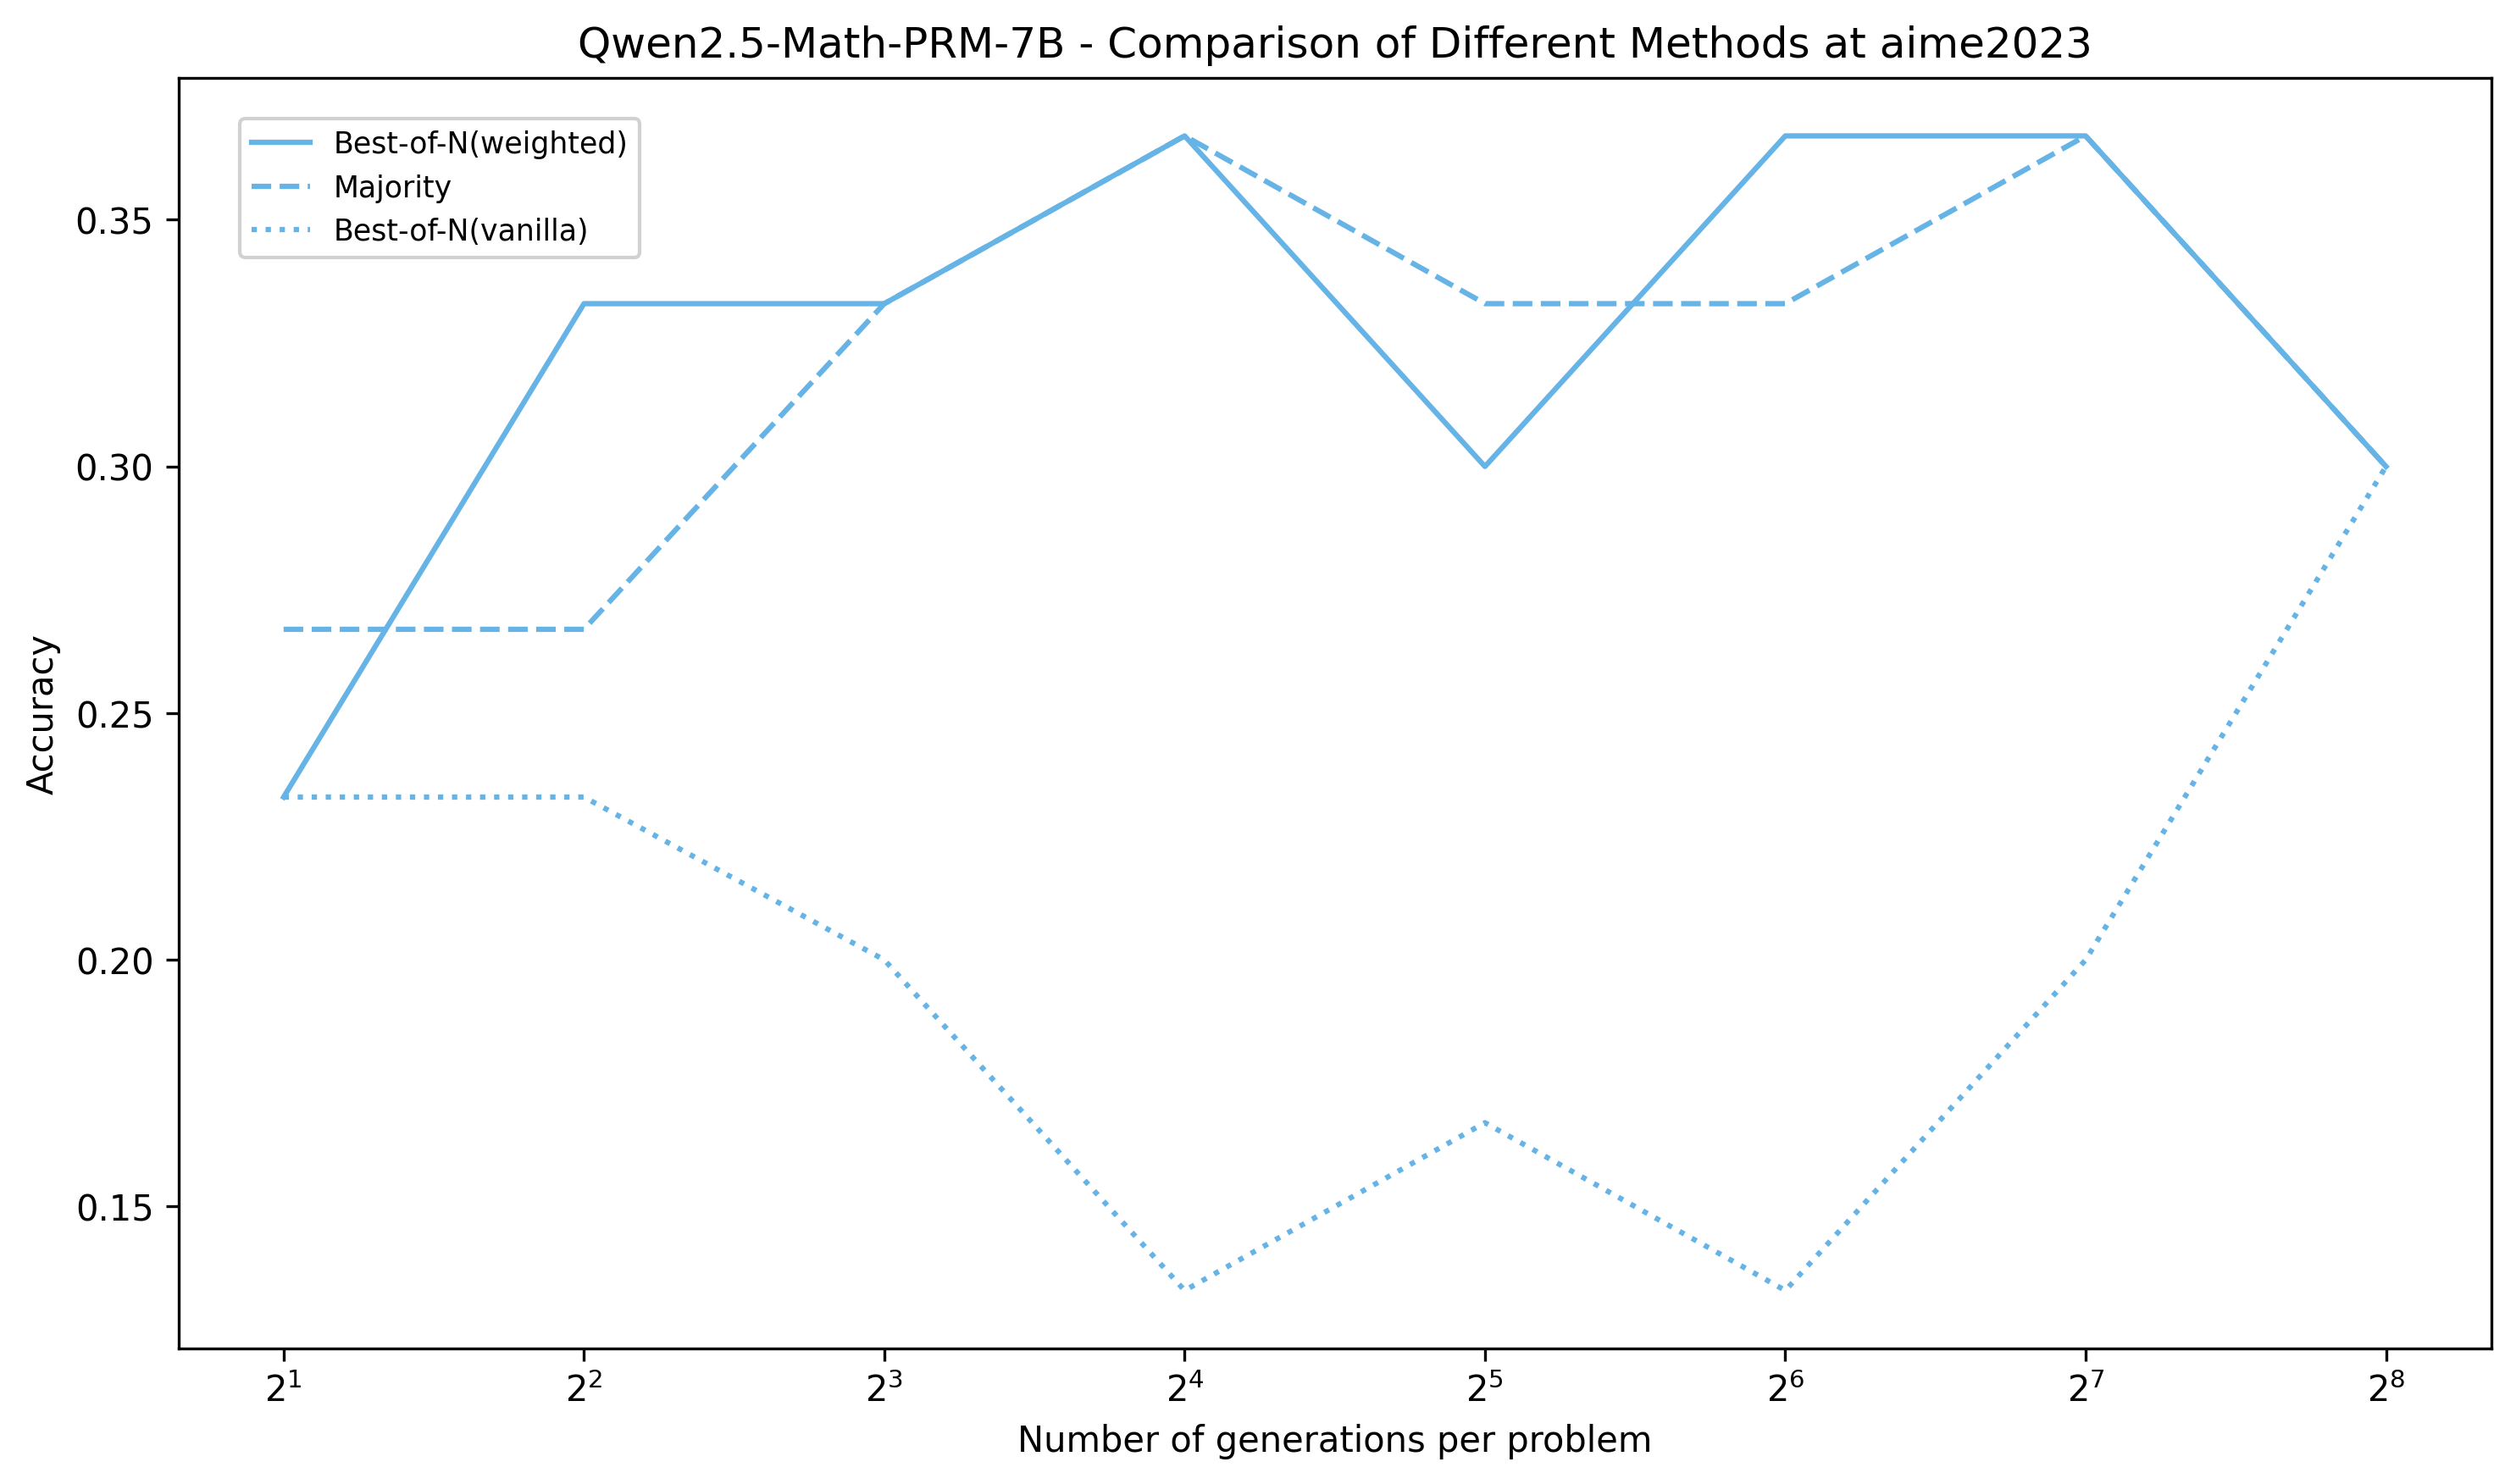 Qwen2.5-Math-PRM-7B - Comparison of Different Methods at aime2023
Best-of-N(weighted)
Majority
Best-of-N(vanilla)
Accuracy
0.35
0.30
0.25
0.20
0.15
2¹ 2² 2³ 2⁴ 2⁵ 2⁶ 2⁷ 2⁸
Number of generations per problem